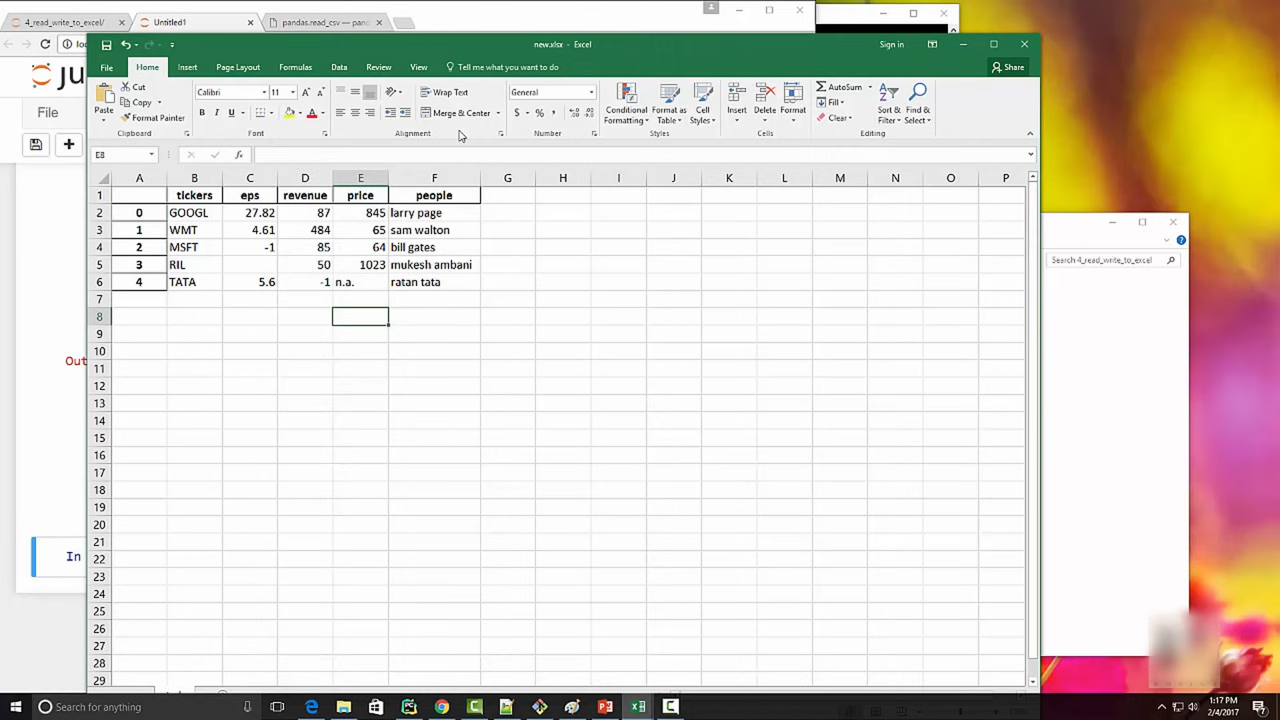 4_read_write_to_excel/
Untitled1
pandas.read_csv — pand
new.xlsx - Excel
Sign in
File
Home
Insert
Page Layout
Formulas
Data
Review
View
Tell me what you want to do
Share
Cut
Copy
Format Painter
Paste
Clipboard
Calibri
11
B I U
Font
Wrap Text
Merge & Center
Alignment
General
$ % ,
Number
Conditional Formatting
Format as Table
Cell Styles
Styles
Insert
Delete
Format
Cells
AutoSum
Fill
Clear
Sort & Filter
Find & Select
Editing
File
E8
fx
A B C D E F G H I J K L M N O P
1 tickers eps revenue price people
2 0 GOOGL 27.82 87 845 larry page
3 1 WMT 4.61 484 65 sam walton
4 2 MSFT -1 85 64 bill gates
5 3 RIL 50 1023 mukesh ambani
6 4 TATA 5.6 -1 n.a. ratan tata
7
8
9
10
11
12
13
14
15
16
17
18
19
20
21
22
23
24
25
26
27
28
29
Out
In
Search 4_read_write_to_excel
Search for anything
1:17 PM
2/4/2017